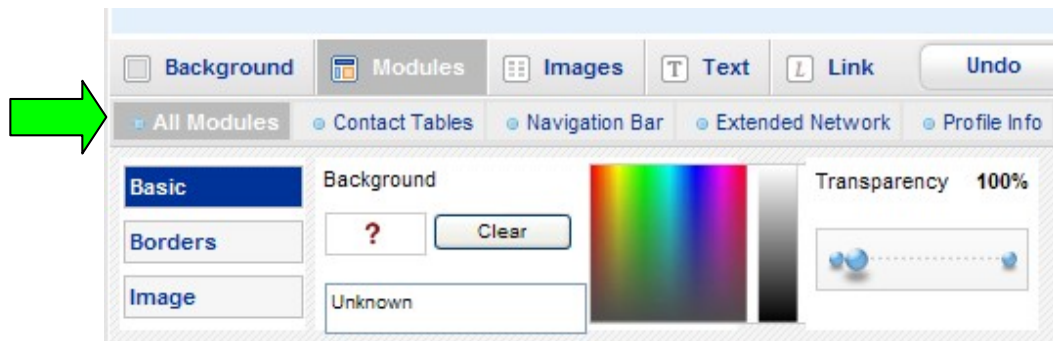 Background Modules Images T Text L Link Undo
All Modules Contact Tables Navigation Bar Extended Network Profile Info
Basic Background Transparency 100%
Borders ? Clear
Image Unknown